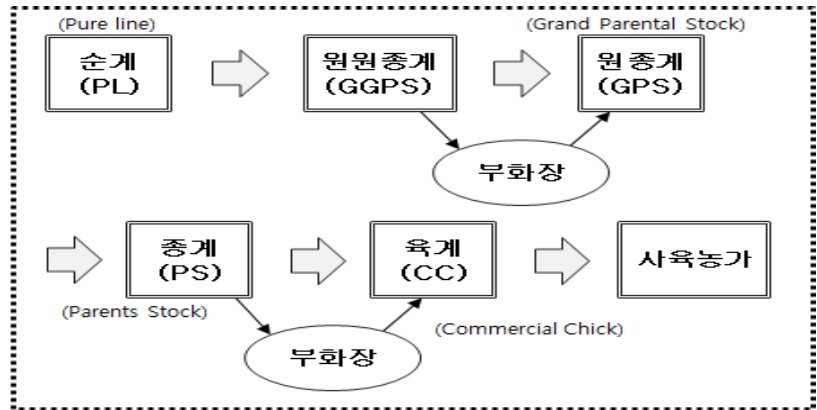 (Pure line)
(Grand Parental Stock)
순계
(PL)
원원종계
(GGPS)
원종계
(GPS)
부화장
종계
(PS)
육계
(CC)
사육농가
(Parents Stock)
(Commercial Chick)
부화장